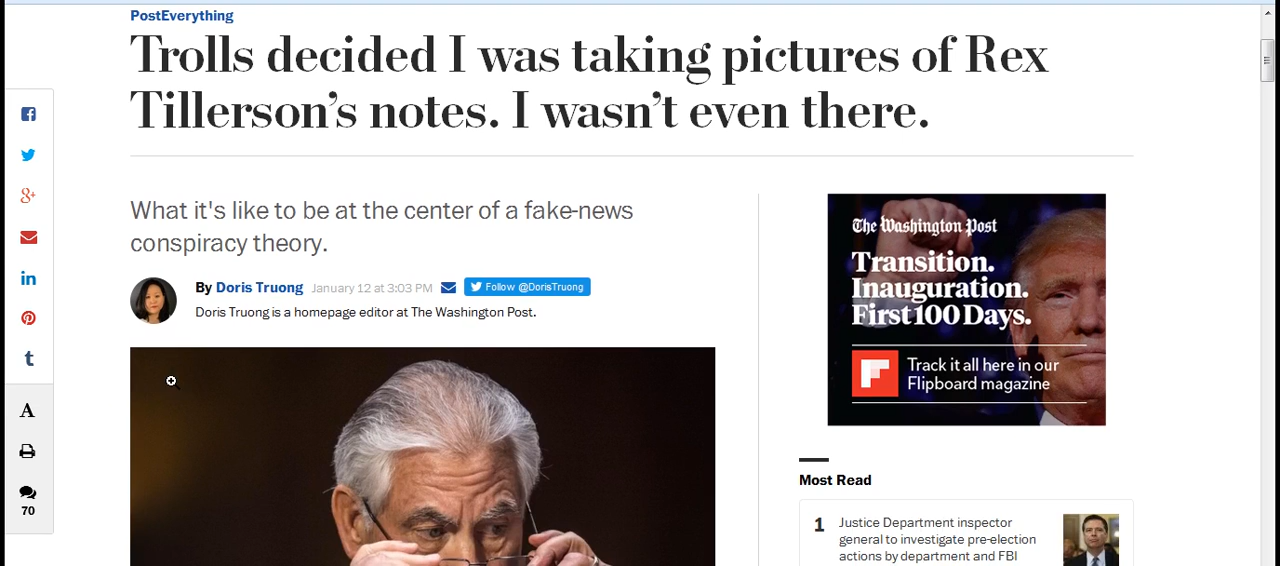 PostEverything
Trolls decided I was taking pictures of Rex
Tillerson's notes. I wasn't even there.
What it's like to be at the center of a fake-news
conspiracy theory.
By Doris Truong January 12 at 3:03 PM Follow @DorisTruong
Doris Truong is a homepage editor at The Washington Post.
8+
in
t
A
70
The Washington Post
Transition.
Inauguration.
First 100 Days.
Track it all here in our
Flipboard magazine
Most Read
1 Justice Department inspector
general to investigate pre-election
actions by department and FBI